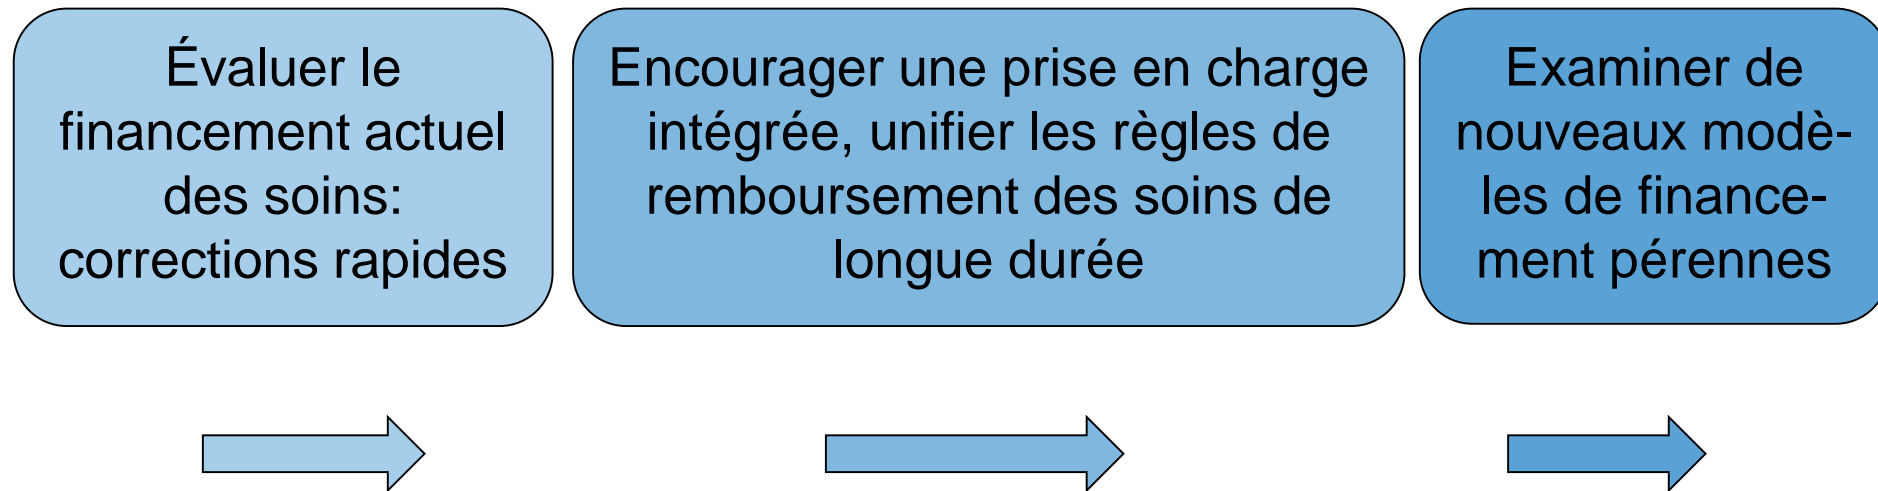 Évaluer le
financement actuel
des soins:
corrections rapides
Encourager une prise en charge
intégrée, unifier les règles de
remboursement des soins de
longue durée
Examiner de
nouveaux modè-
les de finance-
ment pérennes